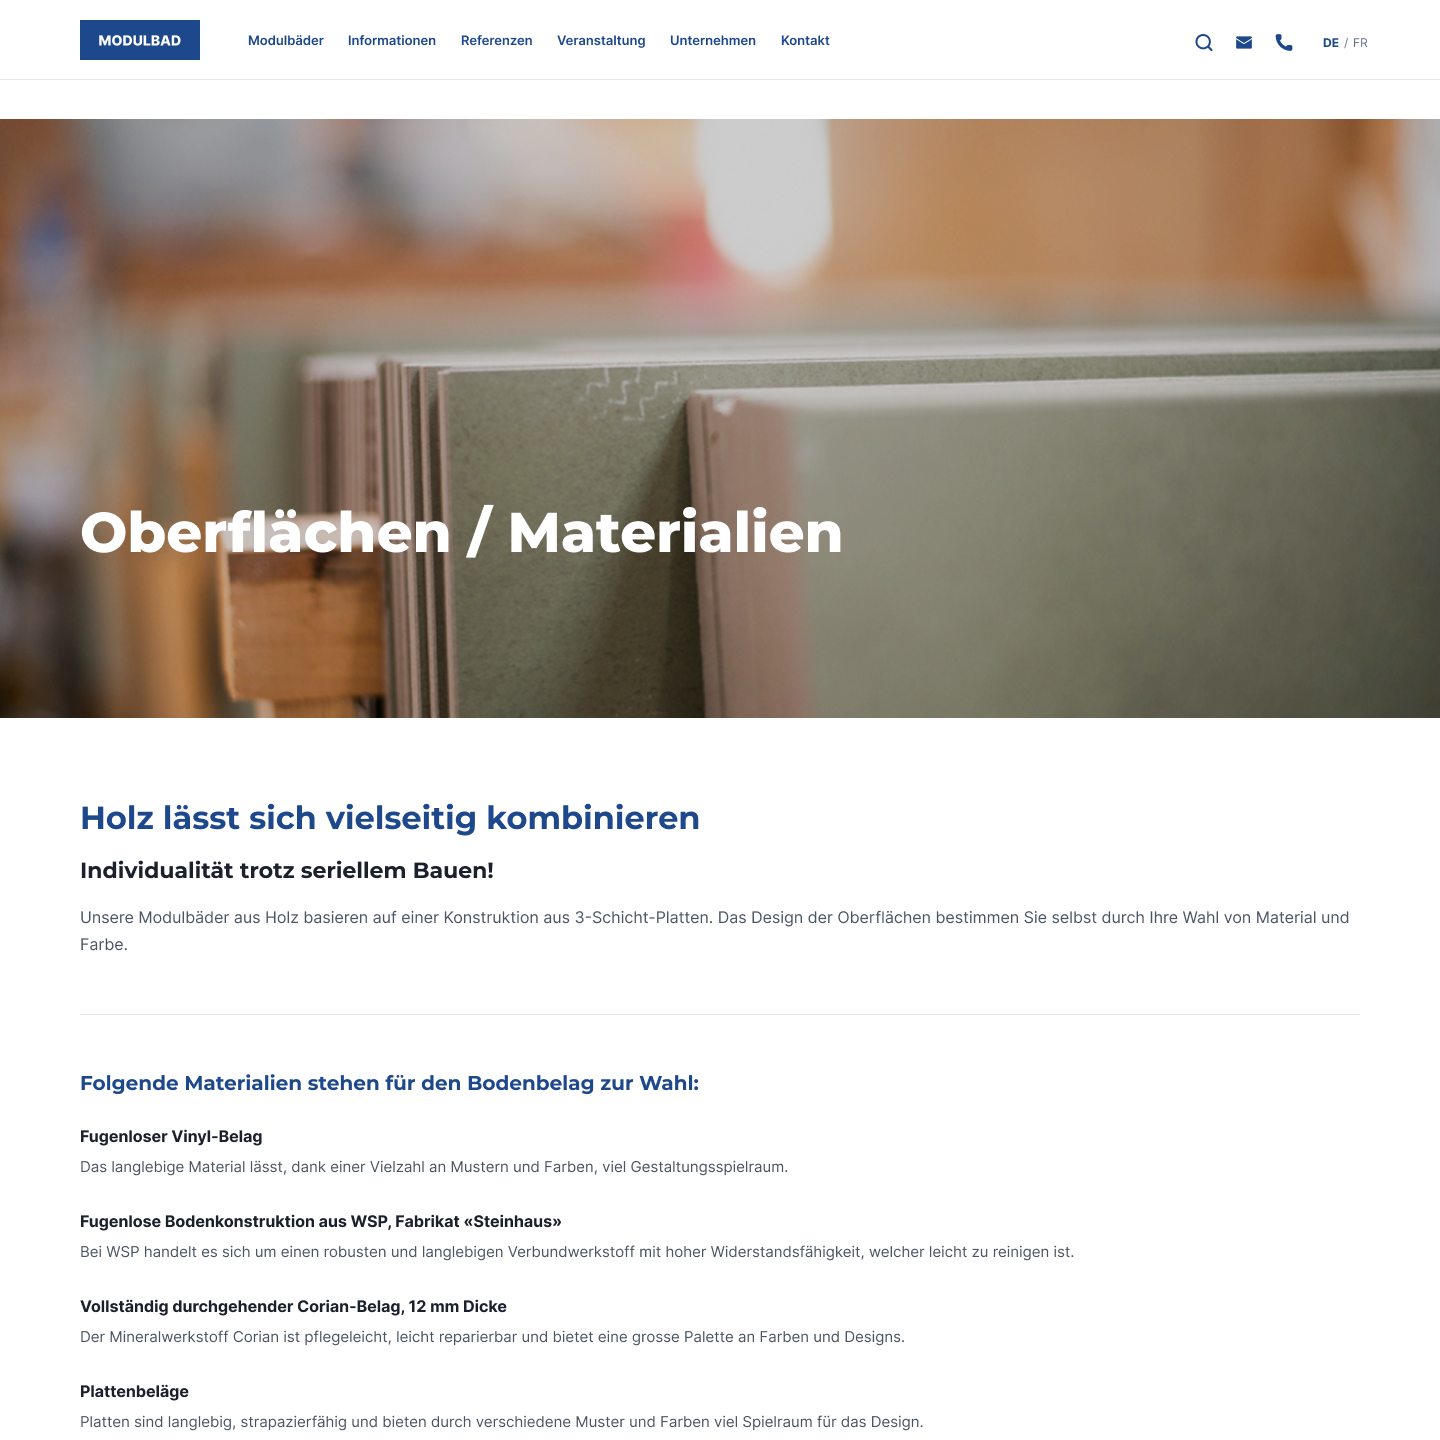 MODULBAD
Modulbäder
Informationen
Referenzen
Veranstaltung
Unternehmen
Kontakt
DE / FR
Oberflächen / Materialien
Holz lässt sich vielseitig kombinieren
Individualität trotz seriellem Bauen!
Unsere Modulbäder aus Holz basieren auf einer Konstruktion aus 3-Schicht-Platten. Das Design der Oberflächen bestimmen Sie selbst durch Ihre Wahl von Material und
Farbe.
Folgende Materialien stehen für den Bodenbelag zur Wahl:
Fugenloser Vinyl-Belag
Das langlebige Material lässt, dank einer Vielzahl an Mustern und Farben, viel Gestaltungsspielraum.
Fugenlose Bodenkonstruktion aus WSP, Fabrikat «Steinhaus»
Bei WSP handelt es sich um einen robusten und langlebigen Verbundwerkstoff mit hoher Widerstandsfähigkeit, welcher leicht zu reinigen ist.
Vollständig durchgehender Corian-Belag, 12 mm Dicke
Der Mineralwerkstoff Corian ist pflegeleicht, leicht reparierbar und bietet eine grosse Palette an Farben und Designs.
Plattenbeläge
Platten sind langlebig, strapazierfähig und bieten durch verschiedene Muster und Farben viel Spielraum für das Design.